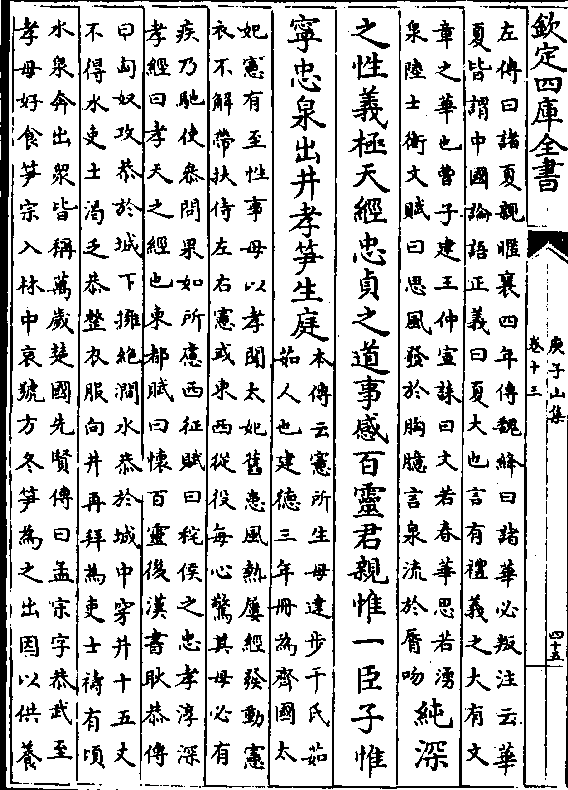 欽定四庫全書
庾子山集
卷十三
四十五
左傳曰諸夏親暱襄四年傳魏絳曰諸華必叛注云華
夏皆謂中國論語正義曰夏大也言有禮義之大有文
章之華也曹子建王仲宣誄曰文若春華思若湧
泉陸士衡文賦曰思風發於胸臆言泉流於脣吻
純深
之性義極天經忠貞之道事感百靈君親惟一臣子惟
寧忠泉出井孝笋生庭
本傳云憲所生母達步干氏茹
茹人也建德三年冊為齊國太
妃憲有至性事母以孝聞太妃舊患風熱屢經發動憲
衣不解帶扶侍左右憲或東西從役每心驚其母必有
疾乃馳使參問果如所慮西征賦曰秺侯之忠孝淳深
孝經曰孝天之經也東都賦曰懷百靈後漢書耿恭傳
曰匈奴攻恭於城下擁絶澗水恭於城中穿井十五丈
不得水吏士渴乏恭整衣服向井再拜為吏士禱有頃
水泉奔出衆皆稱萬歲楚國先賢傳曰孟宗字恭武至
孝母好食笋宗入林中哀號方冬笋為之出因以供養